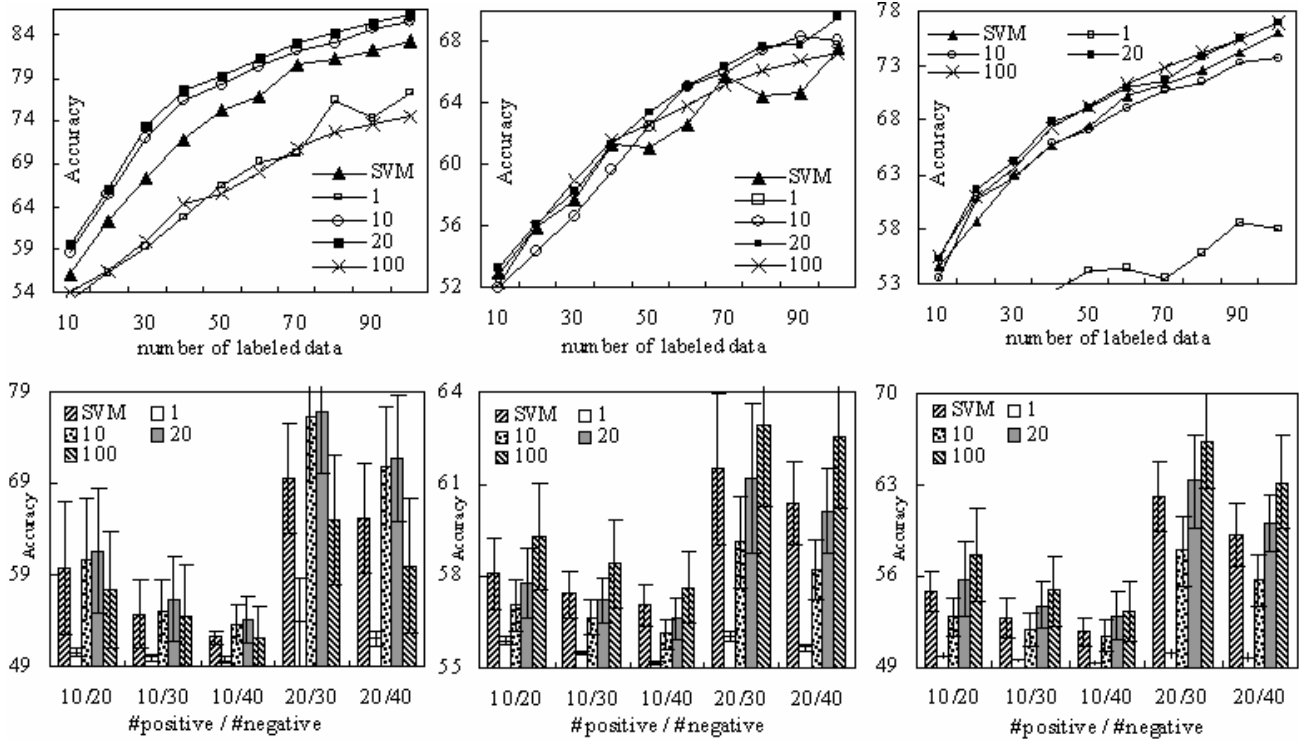 84
79
74
69
64
59
54
Accuracy
SVM
1
10
20
100
10 30 50 70 90
number of labeled data
68
64
60
56
52
Accuracy
SVM
1
10
20
100
10 30 50 70 90
number of labeled data
78
73
68
63
58
53
Accuracy
SVM 1
10 20
100
10 30 50 70 90
number of labeled data
79
69
59
49
Accuracy
SVM 1
10 20
100
10/20 10/30 10/40 20/30 20/40
#positive / #negative
64
61
58
55
Accuracy
SVM 1
10 20
100
10/20 10/30 10/40 20/30 20/40
#positive / #negative
70
63
56
49
Accuracy
SVM 1
10 20
100
10/20 10/30 10/40 20/30 20/40
#positive / #negative